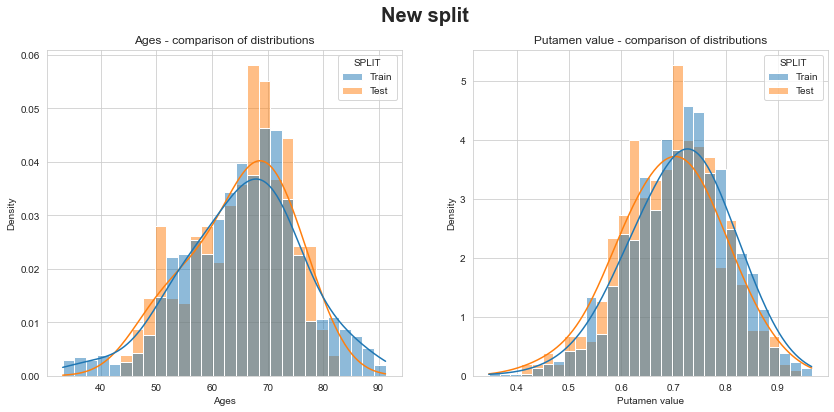 New split
Ages - comparison of distributions
SPLIT
Train
Test
0.06
0.05
0.04
0.03
0.02
0.01
0.00
Density
40 50 60 70 80 90
Ages
Putamen value - comparison of distributions
SPLIT
Train
Test
5
4
3
2
1
0
Density
0.4 0.5 0.6 0.7 0.8 0.9
Putamen value